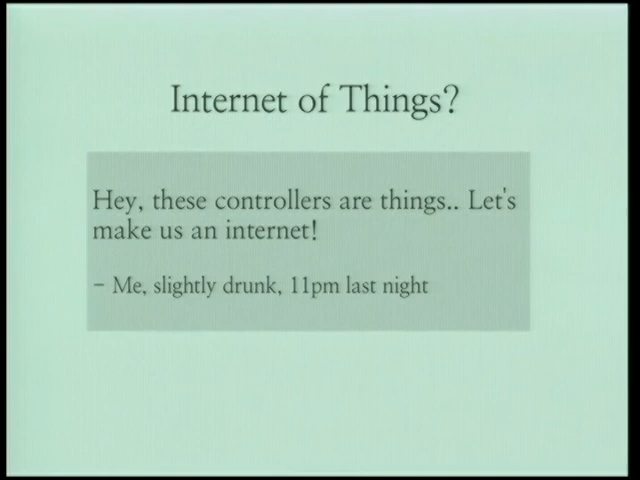 Internet of Things?
Hey, these controllers are things.. Let's
make us an internet!
– Me, slightly drunk, 11pm last night